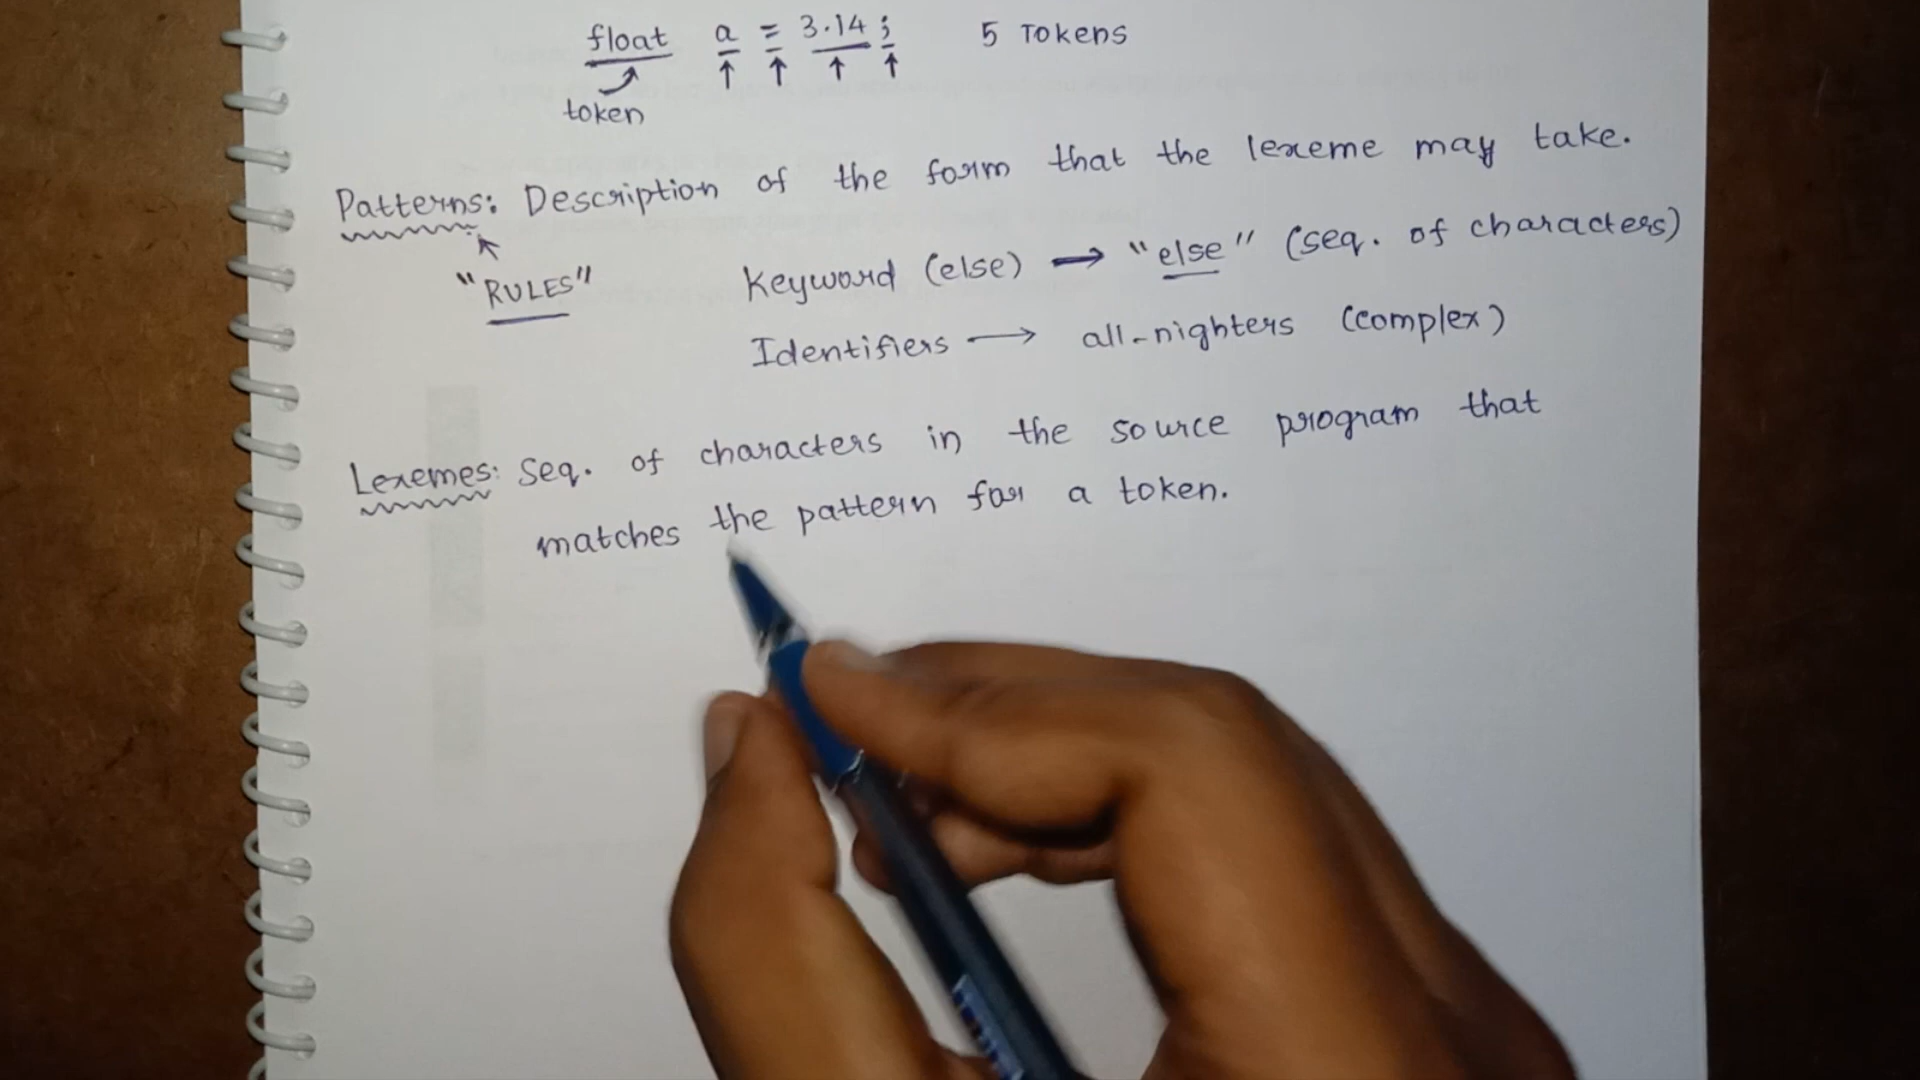 float a = 3.14; 5 Tokens
token
Patterns: Description of the form that the lexeme may take.
"RULES"
Keyword (else) → "else" (seq. of characters)
Identifiers → all-nighters (complex)
Lexemes: Seq. of characters in the source program that
matches the pattern for a token.